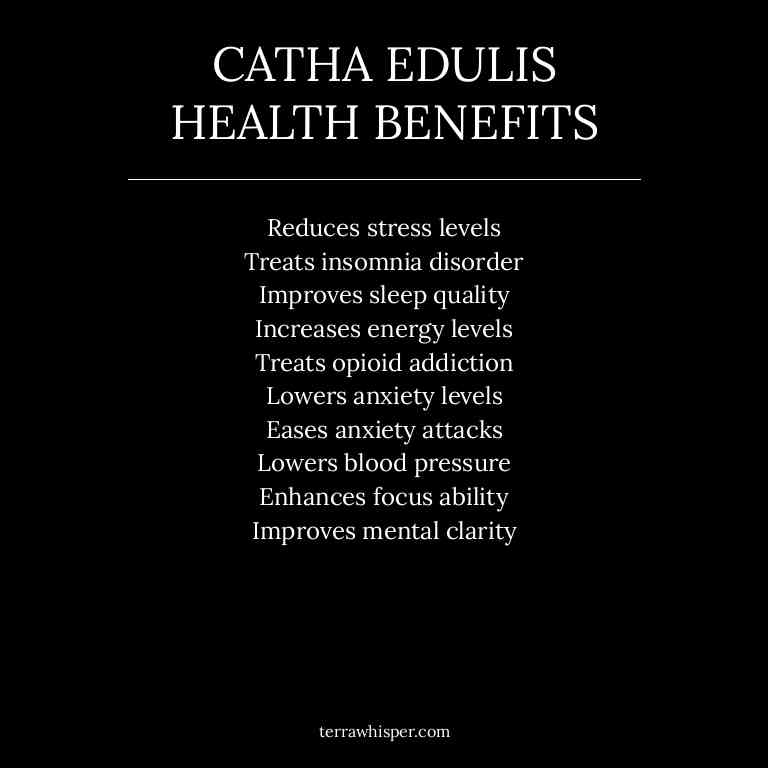 CATHA EDULIS
HEALTH BENEFITS
Reduces stress levels
Treats insomnia disorder
Improves sleep quality
Increases energy levels
Treats opioid addiction
Lowers anxiety levels
Eases anxiety attacks
Lowers blood pressure
Enhances focus ability
Improves mental clarity
terrawhisper.com